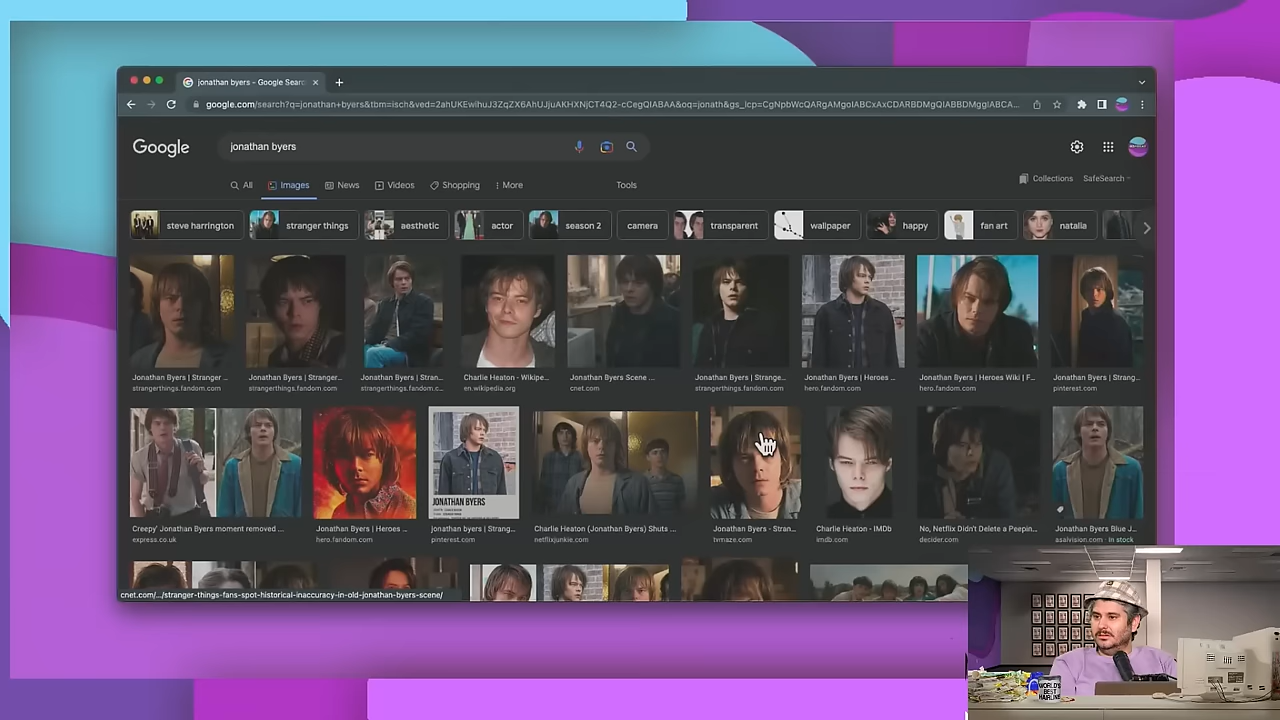 jonathan byers - Google Searc
google.com/search?q=jonathan+byers&tbm=isch&ved=2ahUKEwihuJ3ZqZX6AhUJjuAKHXNjCT4Q2-cCegQIABAA&oq=jonath&gs_lcp=CgNpbWcQARgAMgoIABCxAxCDARBDMgQIABBDMggIABCA...
Google
jonathan byers
All
Images
News
Videos
Shopping
More
Tools
Collections
SafeSearch
steve harrington
stranger things
aesthetic
actor
season 2
camera
transparent
wallpaper
happy
fan art
natalia
Jonathan Byers | Stranger ...
Jonathan Byers | Stranger...
Jonathan Byers | Stran...
Charlie Heaton - Wikipe...
Jonathan Byers Scene ...
Jonathan Byers | Strange...
Jonathan Byers | Heroes ...
Jonathan Byers | Heroes Wiki | F...
Jonathan Byers | Strang...
strangerthings.fandom.com
strangerthings.fandom.com
strangerthings.fandom.c...
en.wikipedia.org
cnet.com
strangerthings.fandom.com
hero.fandom.com
hero.fandom.com
pinterest.com
JONATHAN BYERS
Creepy' Jonathan Byers moment removed ...
Jonathan Byers | Heroes ...
jonathan byers | Strang...
Charlie Heaton (Jonathan Byers) Shuts ...
Jonathan Byers - Stran...
Charlie Heaton - IMDb
No, Netflix Didn't Delete a Peepin...
Jonathan Byers Blue J...
express.co.uk
hero.fandom.com
pinterest.com
netflixjunkie.com
tvmaze.com
imdb.com
decider.com
asalvision.com
In stock
cnet.com/.../stranger-things-fans-spot-historical-inaccuracy-in-old-jonathan-byers-scene/
WORLD'S
BEST
HAIRLINE